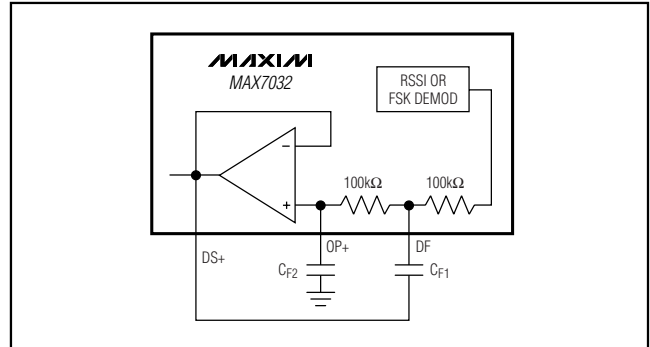 MAXIM
MAX7032
RSSI OR
FSK DEMOD
−
+
100kΩ
100kΩ
DS+
OP+
DF
CF2
CF1